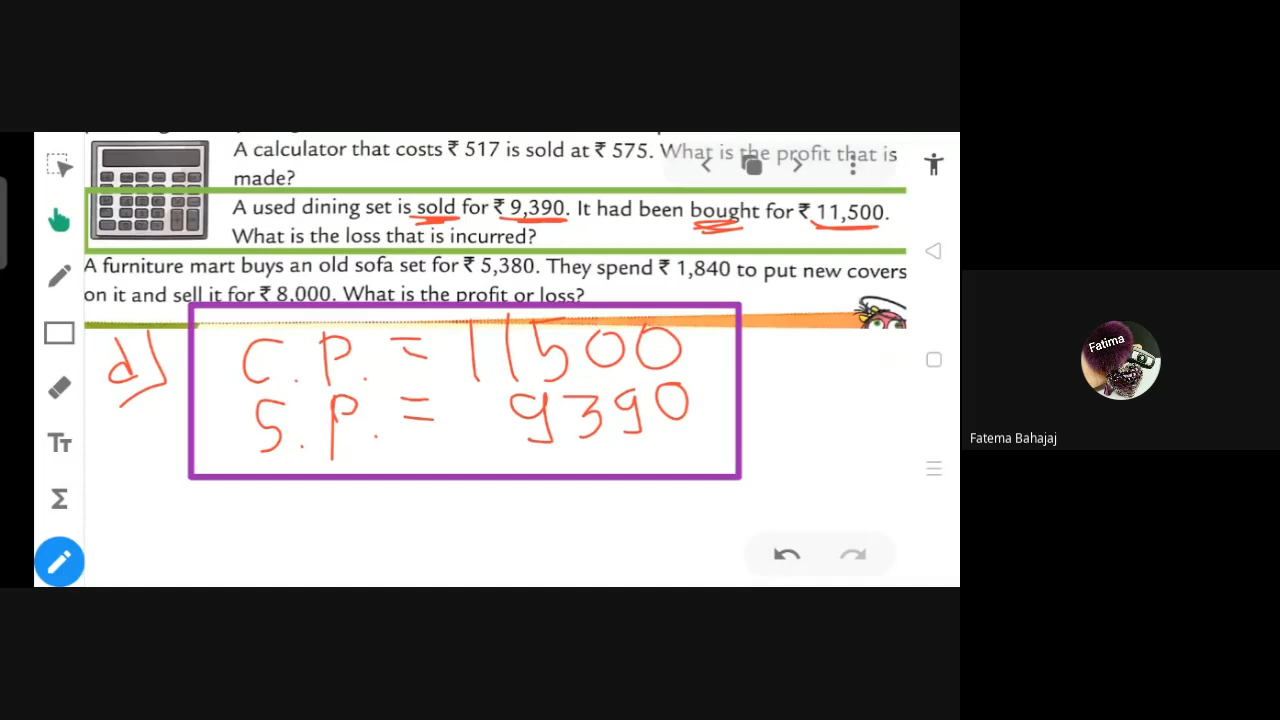 A calculator that costs ₹ 517 is sold at ₹ 575. What is the profit that is
made?
A used dining set is sold for ₹ 9,390. It had been bought for ₹ 11,500.
What is the loss that is incurred?
A furniture mart buys an old sofa set for ₹ 5,380. They spend ₹ 1,840 to put new covers
on it and sell it for ₹ 8,000. What is the profit or loss?
d)
C.P. = 11500
S.P. = 9390
Tт
Σ
Fatima
Fatema Bahajaj